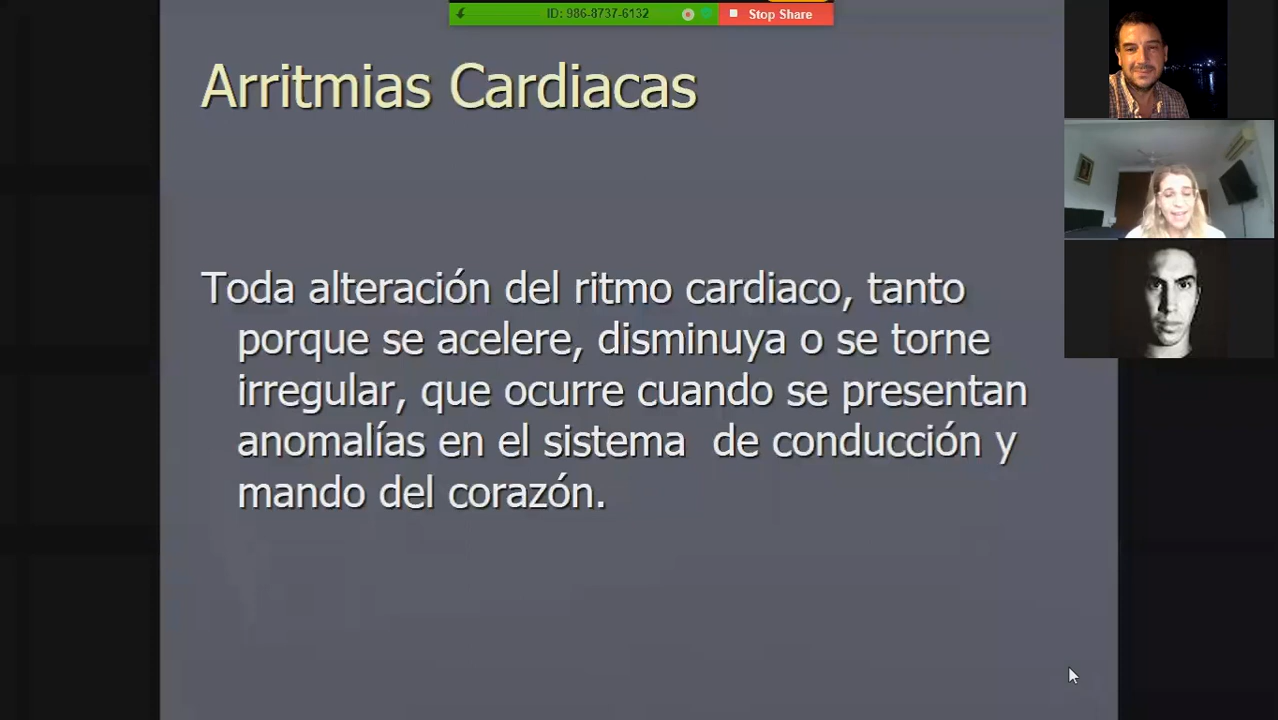 ID: 986-8737-6132
Stop Share
Arritmias Cardiacas
Toda alteración del ritmo cardiaco, tanto
porque se acelere, disminuya o se torne
irregular, que ocurre cuando se presentan
anomalías en el sistema  de conducción y
mando del corazón.